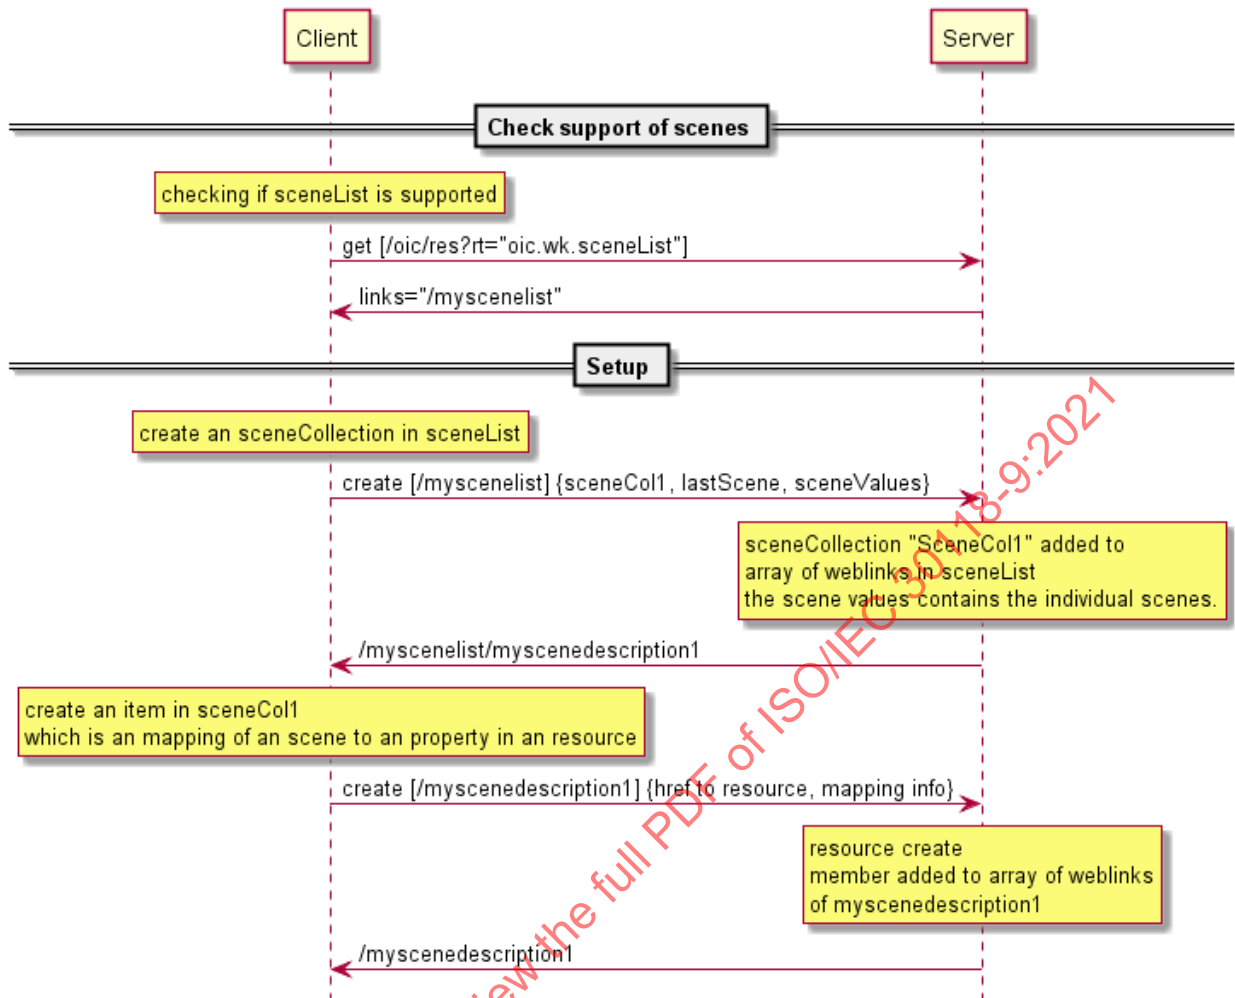 Client
Server
Check support of scenes
checking if sceneList is supported
get [/oic/res?rt="oic.wk.sceneList"]
links="/myscenelist"
Setup
create an sceneCollection in sceneList
create [/myscenelist] {sceneCol1, lastScene, sceneValues}
sceneCollection "SceneCol1" added to
array of weblinks in sceneList
the scene values contains the individual scenes.
/myscenelist/myscenedescription1
create an item in sceneCol1
which is an mapping of an scene to an property in an resource
create [/myscenedescription1] {href to resource, mapping info}
resource create
member added to array of weblinks
of myscenedescription1
/myscenedescription1
the full PDF of ISO/IEC 30118-9:2021